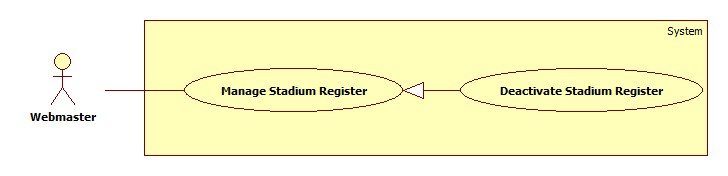 System
Manage Stadium Register
Deactivate Stadium Register
Webmaster